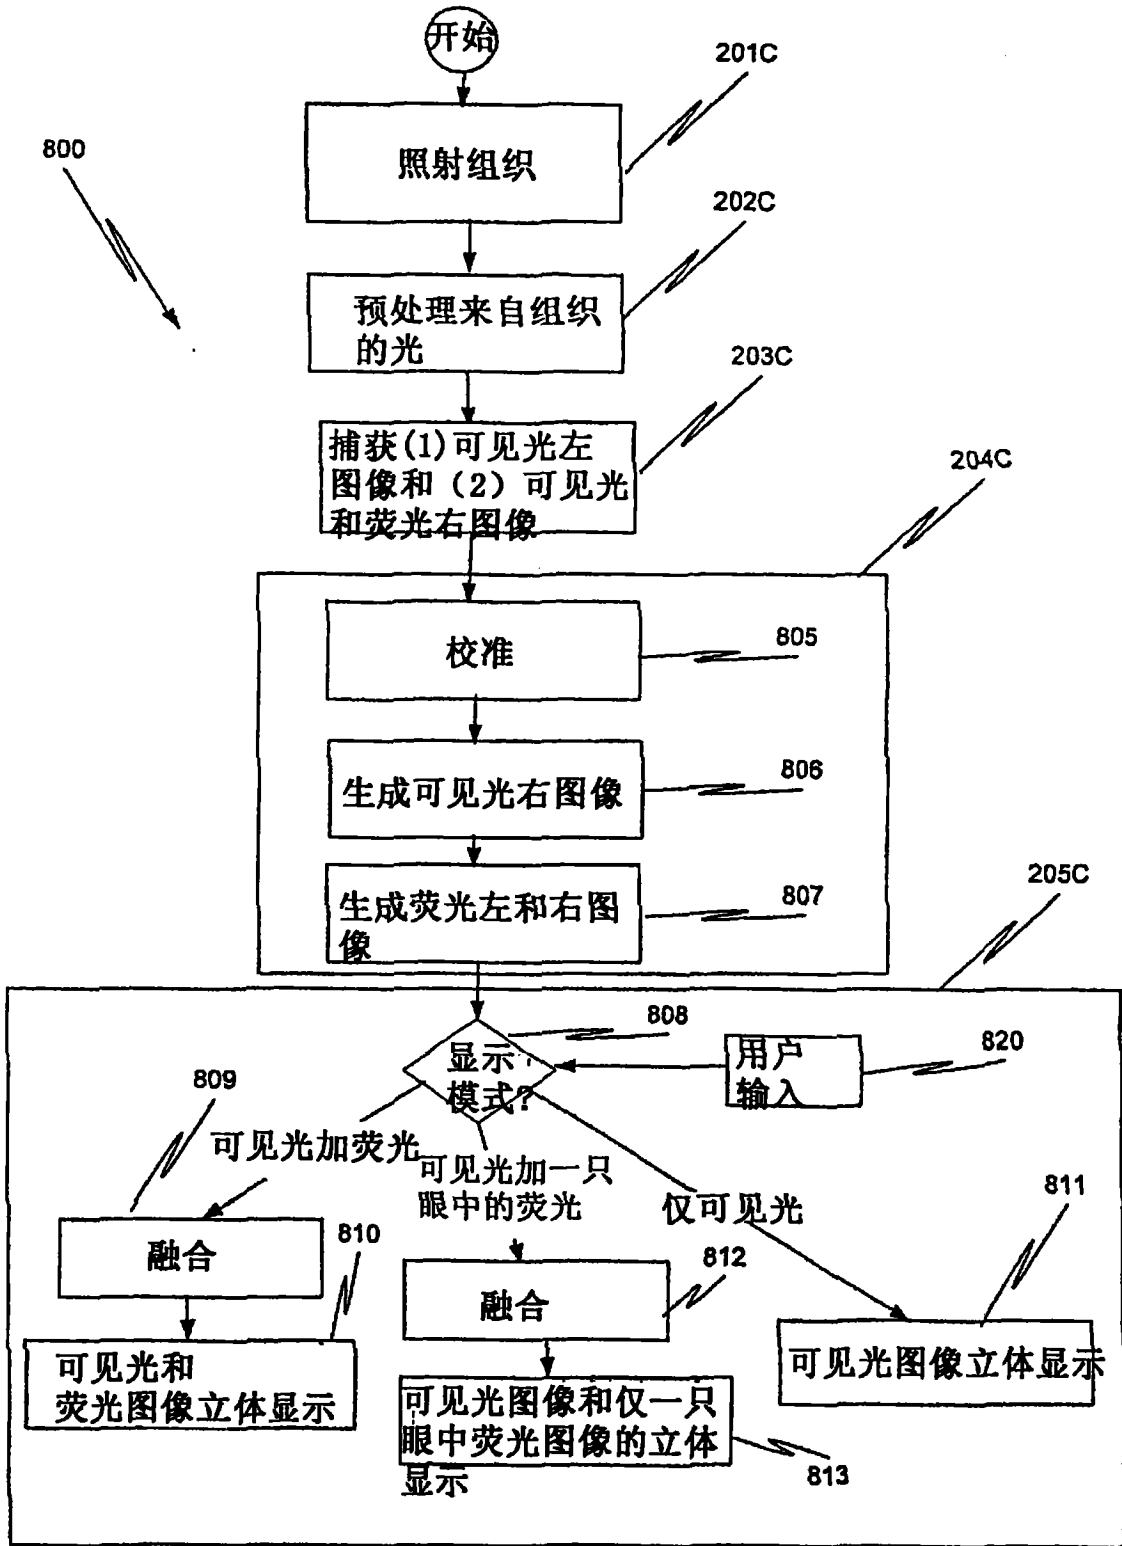 开始
201C
照射组织
800
202C
预处理来自组织
的光
203C
捕获(1)可见光左
图像和（2）可见光
和荧光右图像
204C
校准
805
生成可见光右图像
806
生成荧光左和右图
像
807
205C
显示
模式?
808
用户
输入
820
809
可见光加荧光
可见光加一只
眼中的荧光
仅可见光
811
融合
810
融合
812
可见光和
荧光图像立体显示
可见光图像立体显示
可见光图像和仅一只
眼中荧光图像的立体
显示
813